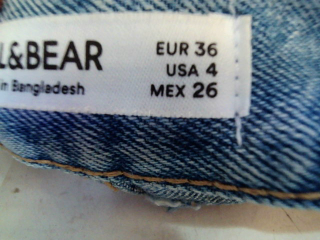 L&BEAR
in Bangladesh
EUR 36
USA 4
MEX 26